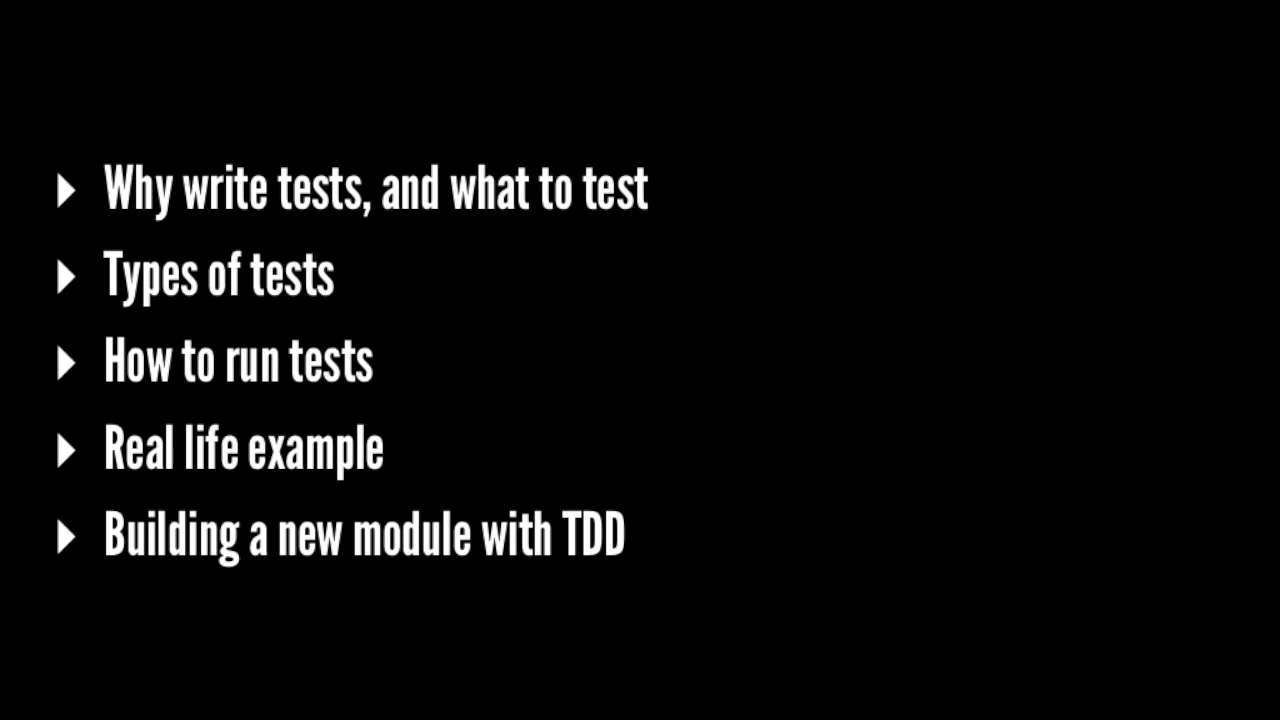 Why write tests, and what to test
Types of tests
How to run tests
Real life example
Building a new module with TDD